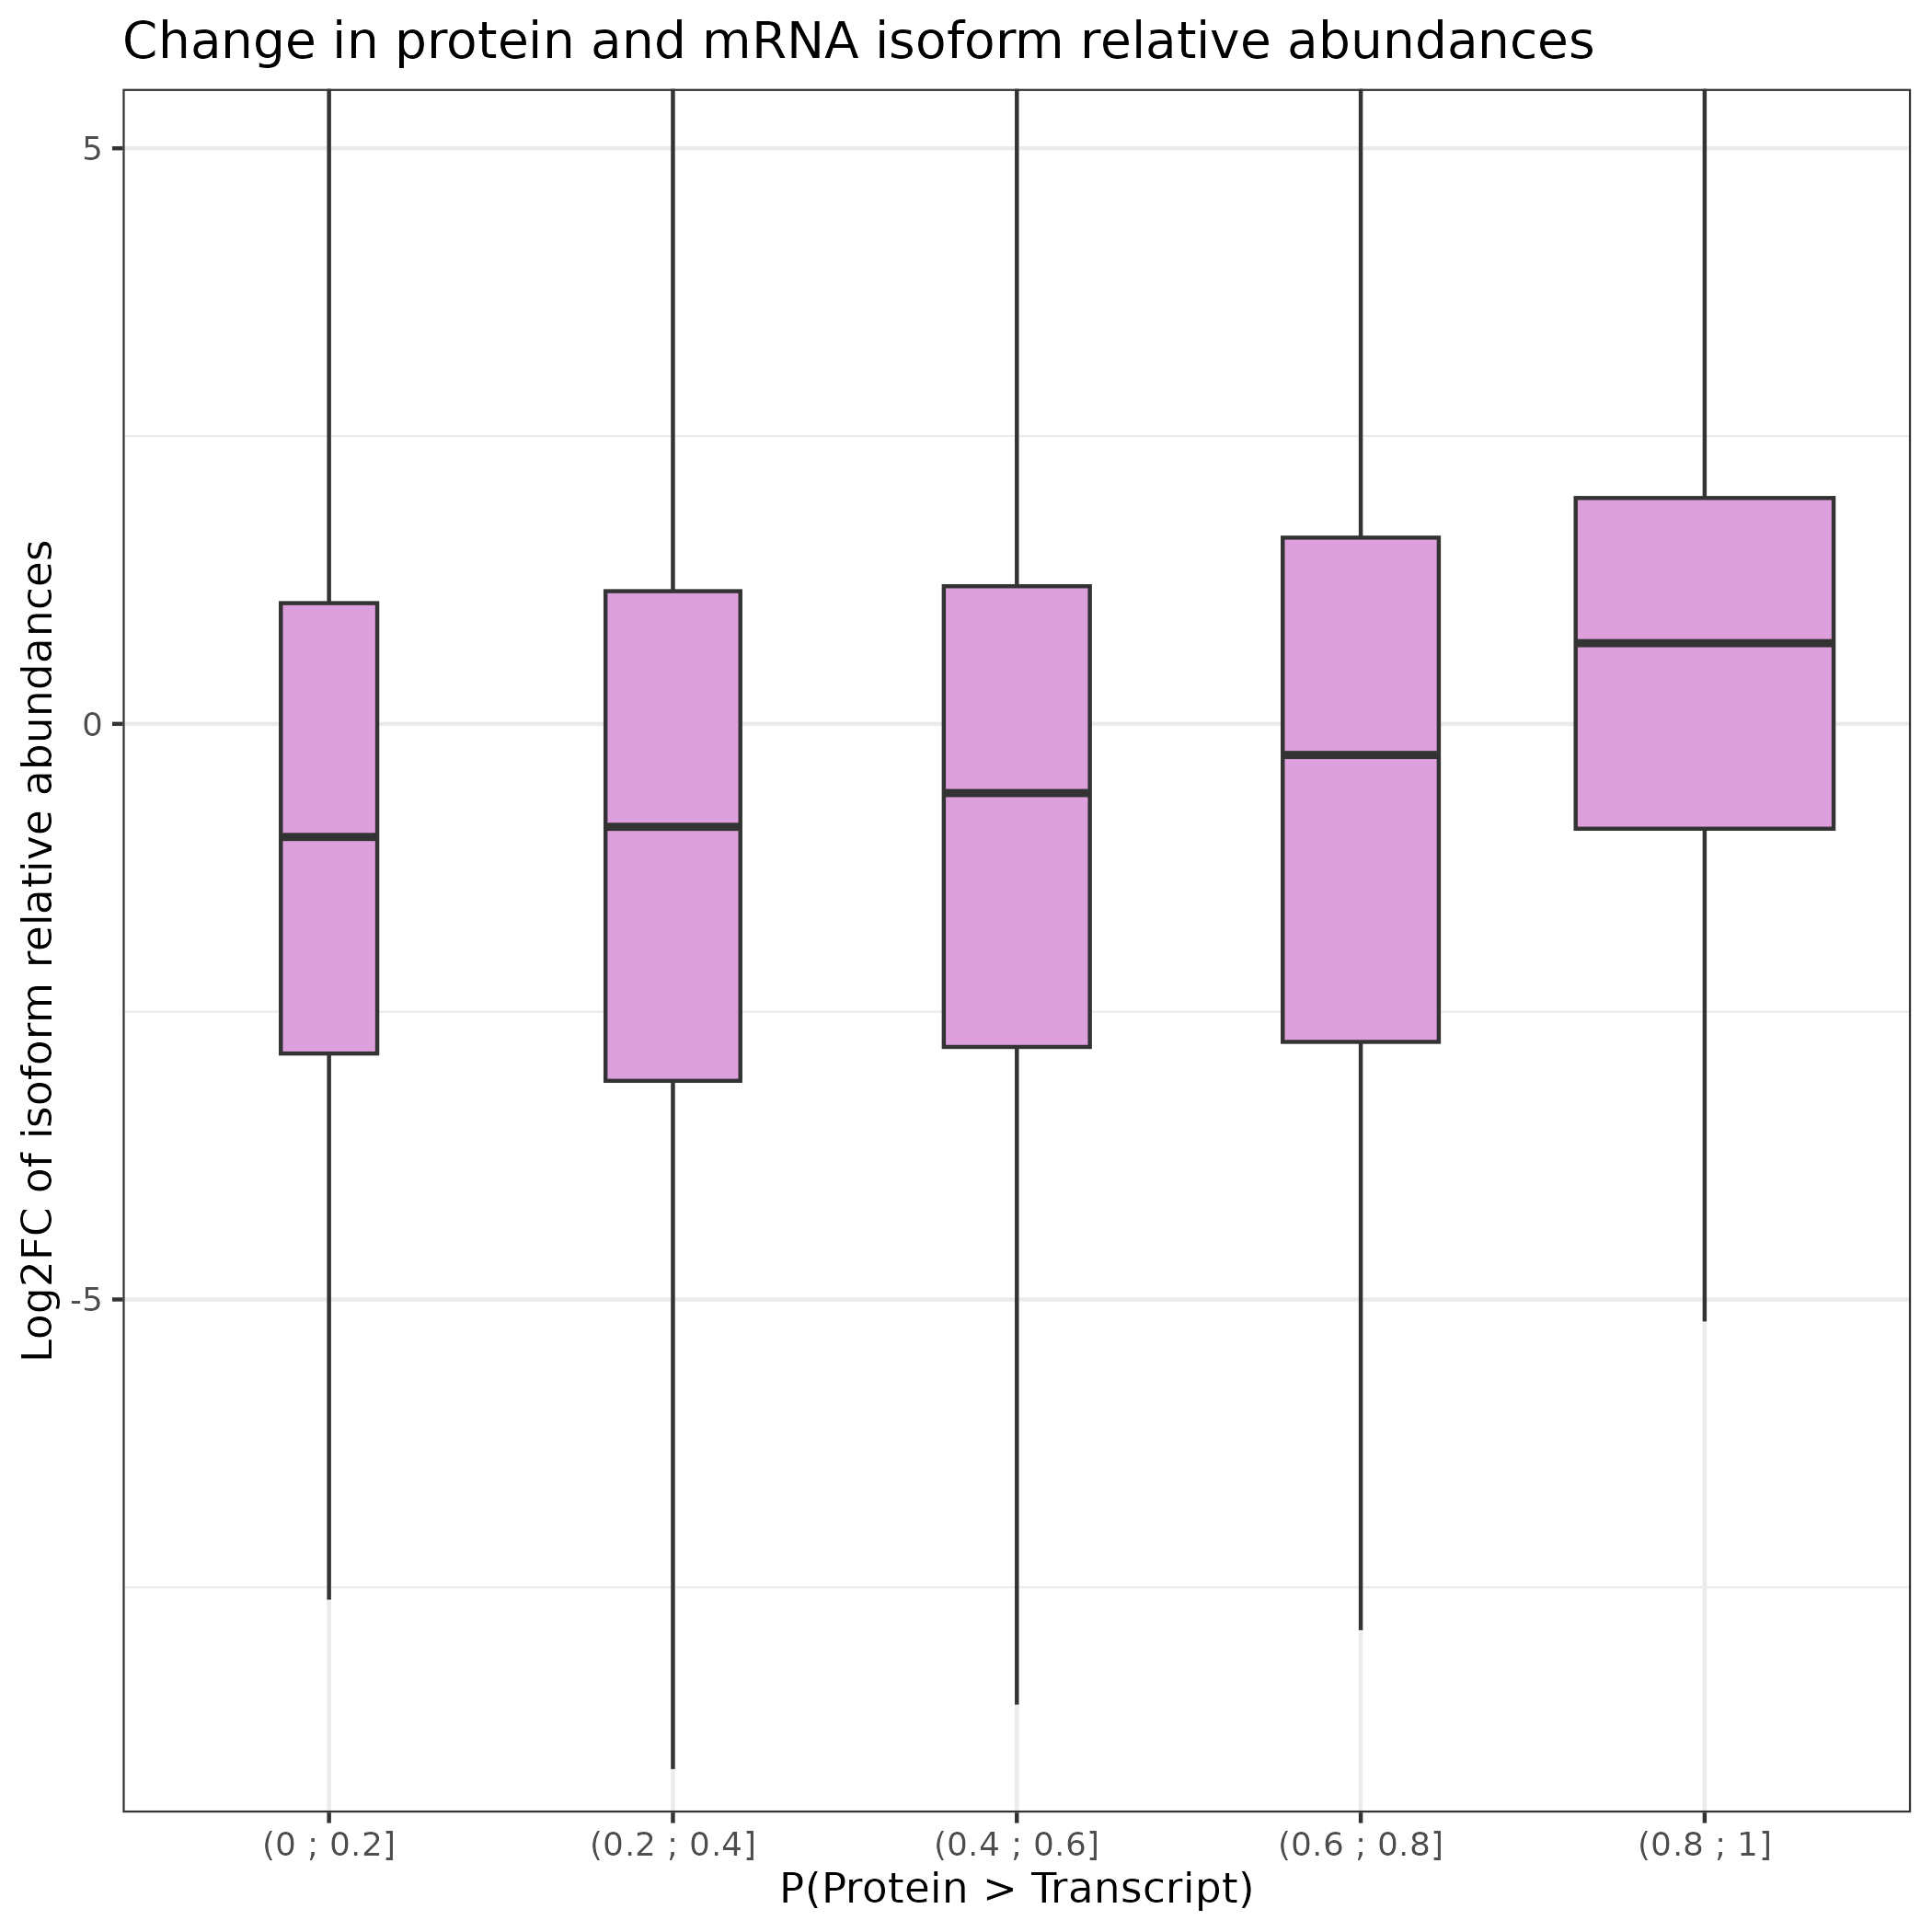 Change in protein and mRNA isoform relative abundances
Log2FC of isoform relative abundances
5
0
-5
(0 ; 0.2]
(0.2 ; 0.4]
(0.4 ; 0.6]
(0.6 ; 0.8]
(0.8 ; 1]
P(Protein > Transcript)